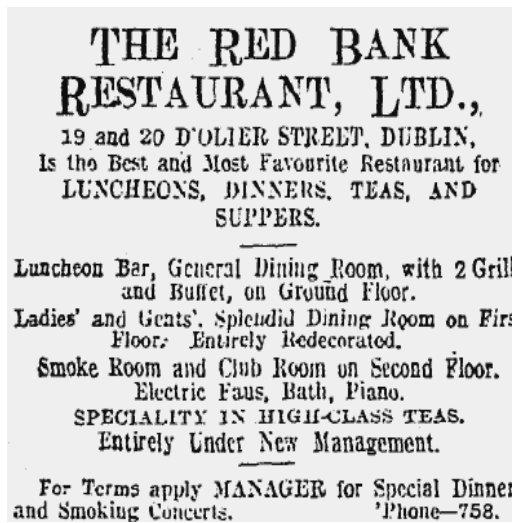 THE RED BANK
RESTAURANT, LTD.,
19 and 20 D'OLIER STREET, DUBLIN,
Is the Best and Most Favourite Restaurant for
LUNCHEONS, DINNERS, TEAS, AND
SUPPERS.
Luncheon Bar, General Dining Room, with 2 Grill
and Buffet, on Ground Floor.
Ladies' and Gents'. Splendid Dining Room on Firs
Floor. Entirely Redecorated.
Smoke Room and Club Room on Second Floor.
Electric Fans, Bath, Piano.
SPECIALITY IN HIGH-CLASS TEAS.
Entirely Under New Management.
For Terms apply MANAGER for Special Dinner
and Smoking Concerts. 'Phone—758.